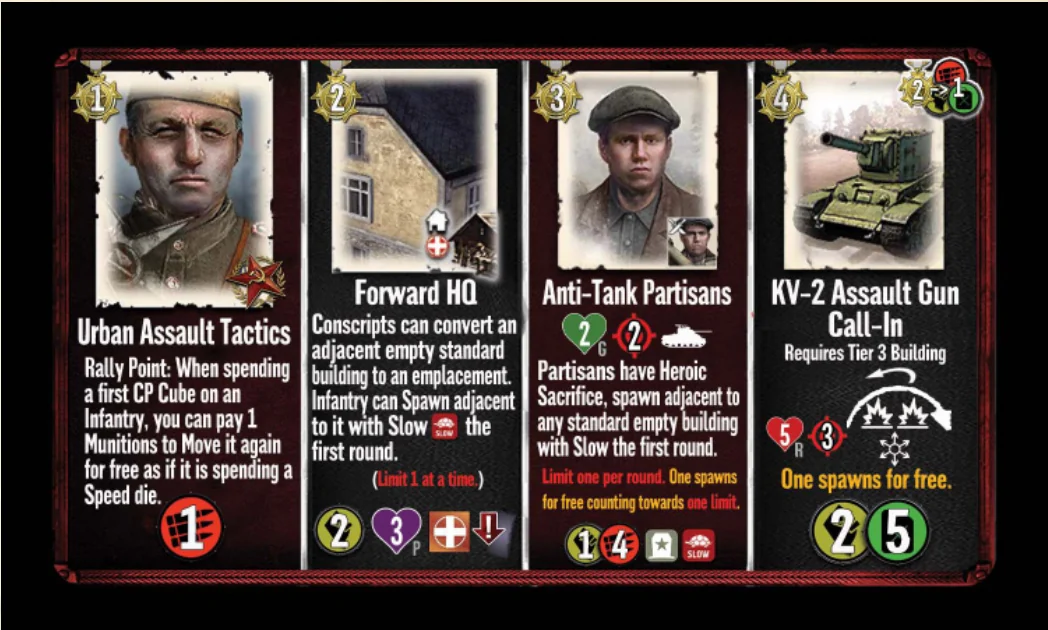 1
Urban Assault Tactics
Rally Point: When spending
a first CP Cube on an
Infantry, you can pay 1
Munitions to Move it again
for free as if it is spending a
Speed die.
1
2
Forward HQ
Conscripts can convert an
adjacent empty standard
building to an emplacement.
Infantry can Spawn adjacent
to it with Slow SLOW the
first round.
(Limit 1 at a time.)
2 3 P !
3
Anti-Tank Partisans
2 G 2
Partisans have Heroic
Sacrifice, spawn adjacent to
any standard empty building
with Slow the first round.
Limit one per round. One spawns
for free counting towards one limit.
1 4 SLOW
4
2 → 1
KV-2 Assault Gun
Call-In
Requires Tier 3 Building
5 R 3
One spawns for free.
2 5